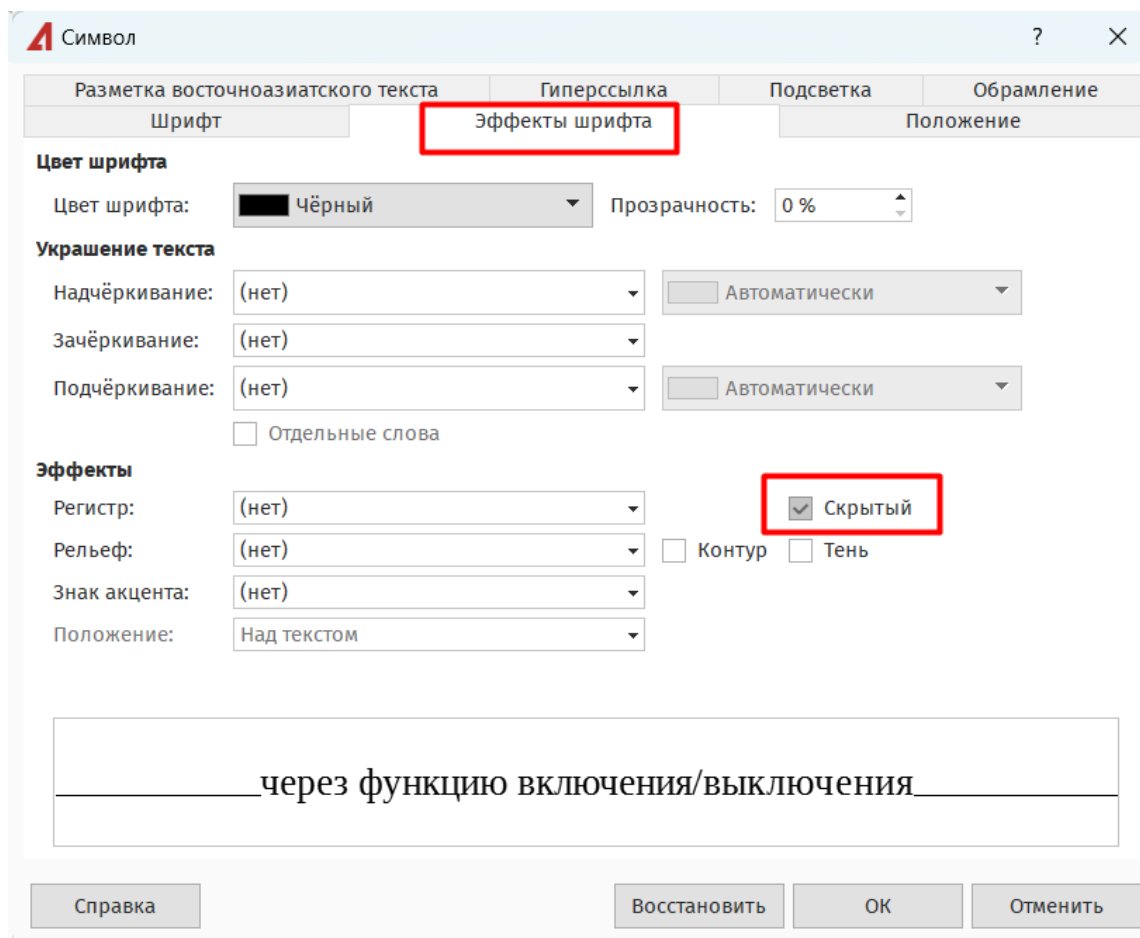 Символ ?
Разметка восточноазиатского текста Гиперссылка Подсветка Обрамление
Шрифт Эффекты шрифта Положение
Цвет шрифта
Цвет шрифта: Чёрный Прозрачность: 0 %
Украшение текста
Надчёркивание: (нет) Автоматически
Зачёркивание: (нет)
Подчёркивание: (нет) Автоматически
Отдельные слова
Эффекты
Регистр: (нет) Скрытый
Рельеф: (нет) Контур Тень
Знак акцента: (нет)
Положение: Над текстом
через функцию включения/выключения
Справка Восстановить ОК Отменить